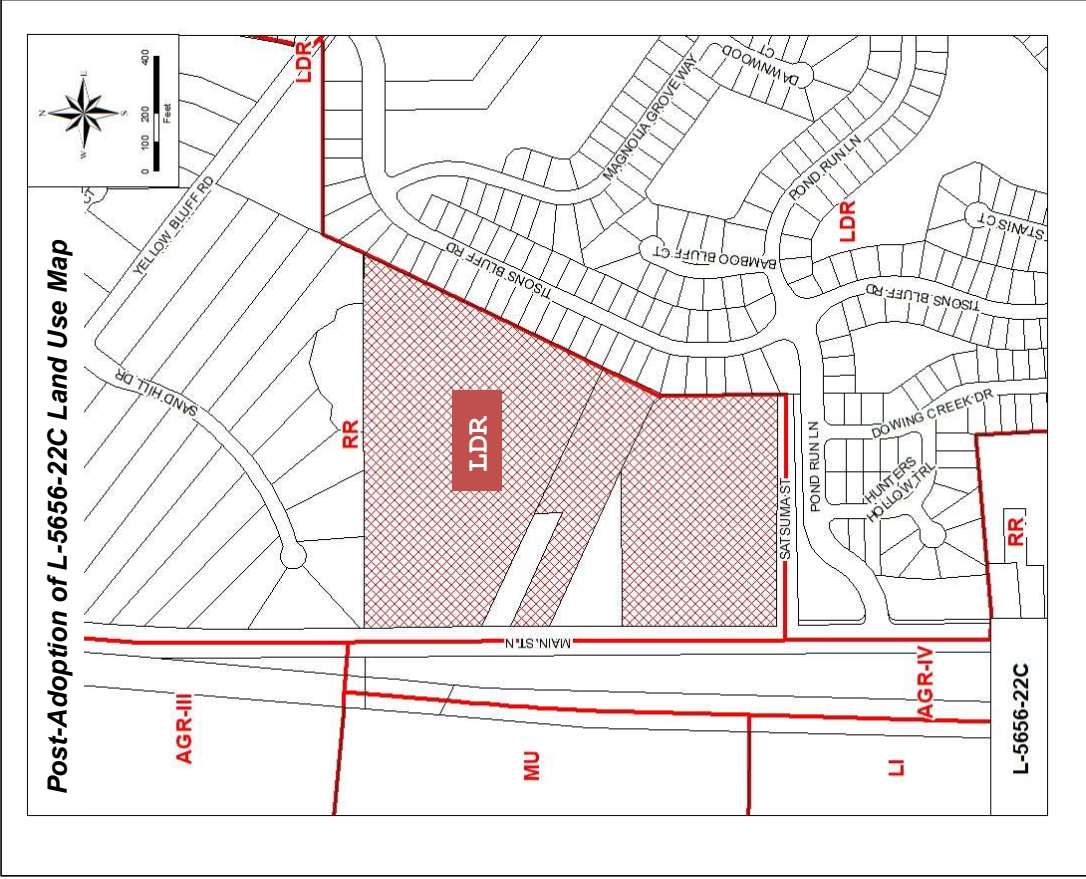 Post-Adoption of L-5656-22C Land Use Map
N
W
E
S
0 100 200 400
Feet
LDR
YELLOW BLUFF RD
SAND HILL DR
CT
RR
LDR
TISONS BLUFF RD
MAGNOLIA GROVE WAY
DAWNWOOD
CT
POND RUN LN
LDR
BAMBOO BLUFF CT
STANIS CT
TISONS BLUFF RD
DOWING CREEK DR
POND RUN LN
HUNTERS
HOLLOW TRL
SATSUMA ST
RR
MAIN ST N
AGR-III
MU
LI
AGR-IV
L-5656-22C